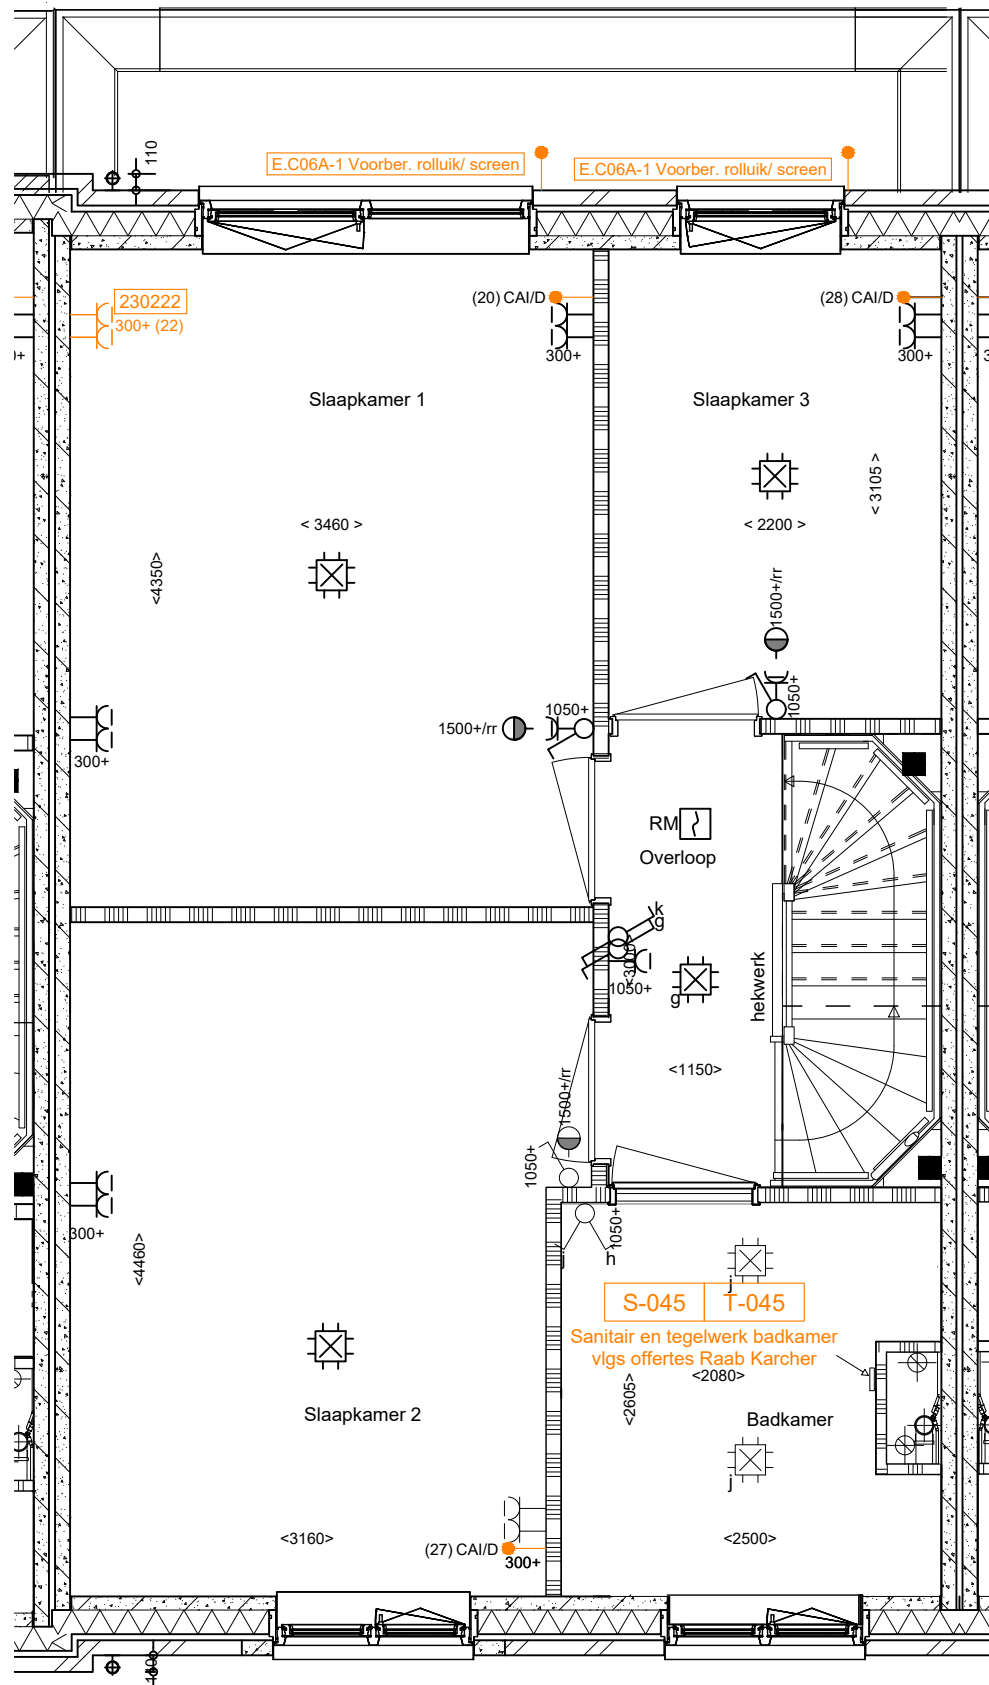 110
E.C06A-1 Voorber. rolluik/ screen
E.C06A-1 Voorber. rolluik/ screen
230222
300+ (22)
(20) CAI/D
300+
(28) CAI/D
300+
Slaapkamer 1
Slaapkamer 3
< 3460 >
< 2200 >
< 3105 >
<4350>
1500+/rr
1050+
1500+/rr
1050+
300+
RM
Overloop
k
g
<3000>
1050+
g
hekwerk
<1150>
1500+/rr
1050+
300+
<4460>
j
h
1050+
j
S-045
T-045
Sanitair en tegelwerk badkamer
vlgs offertes Raab Karcher
<2080>
<2605>
Slaapkamer 2
Badkamer
j
<3160>
(27) CAI/D
300+
<2500>